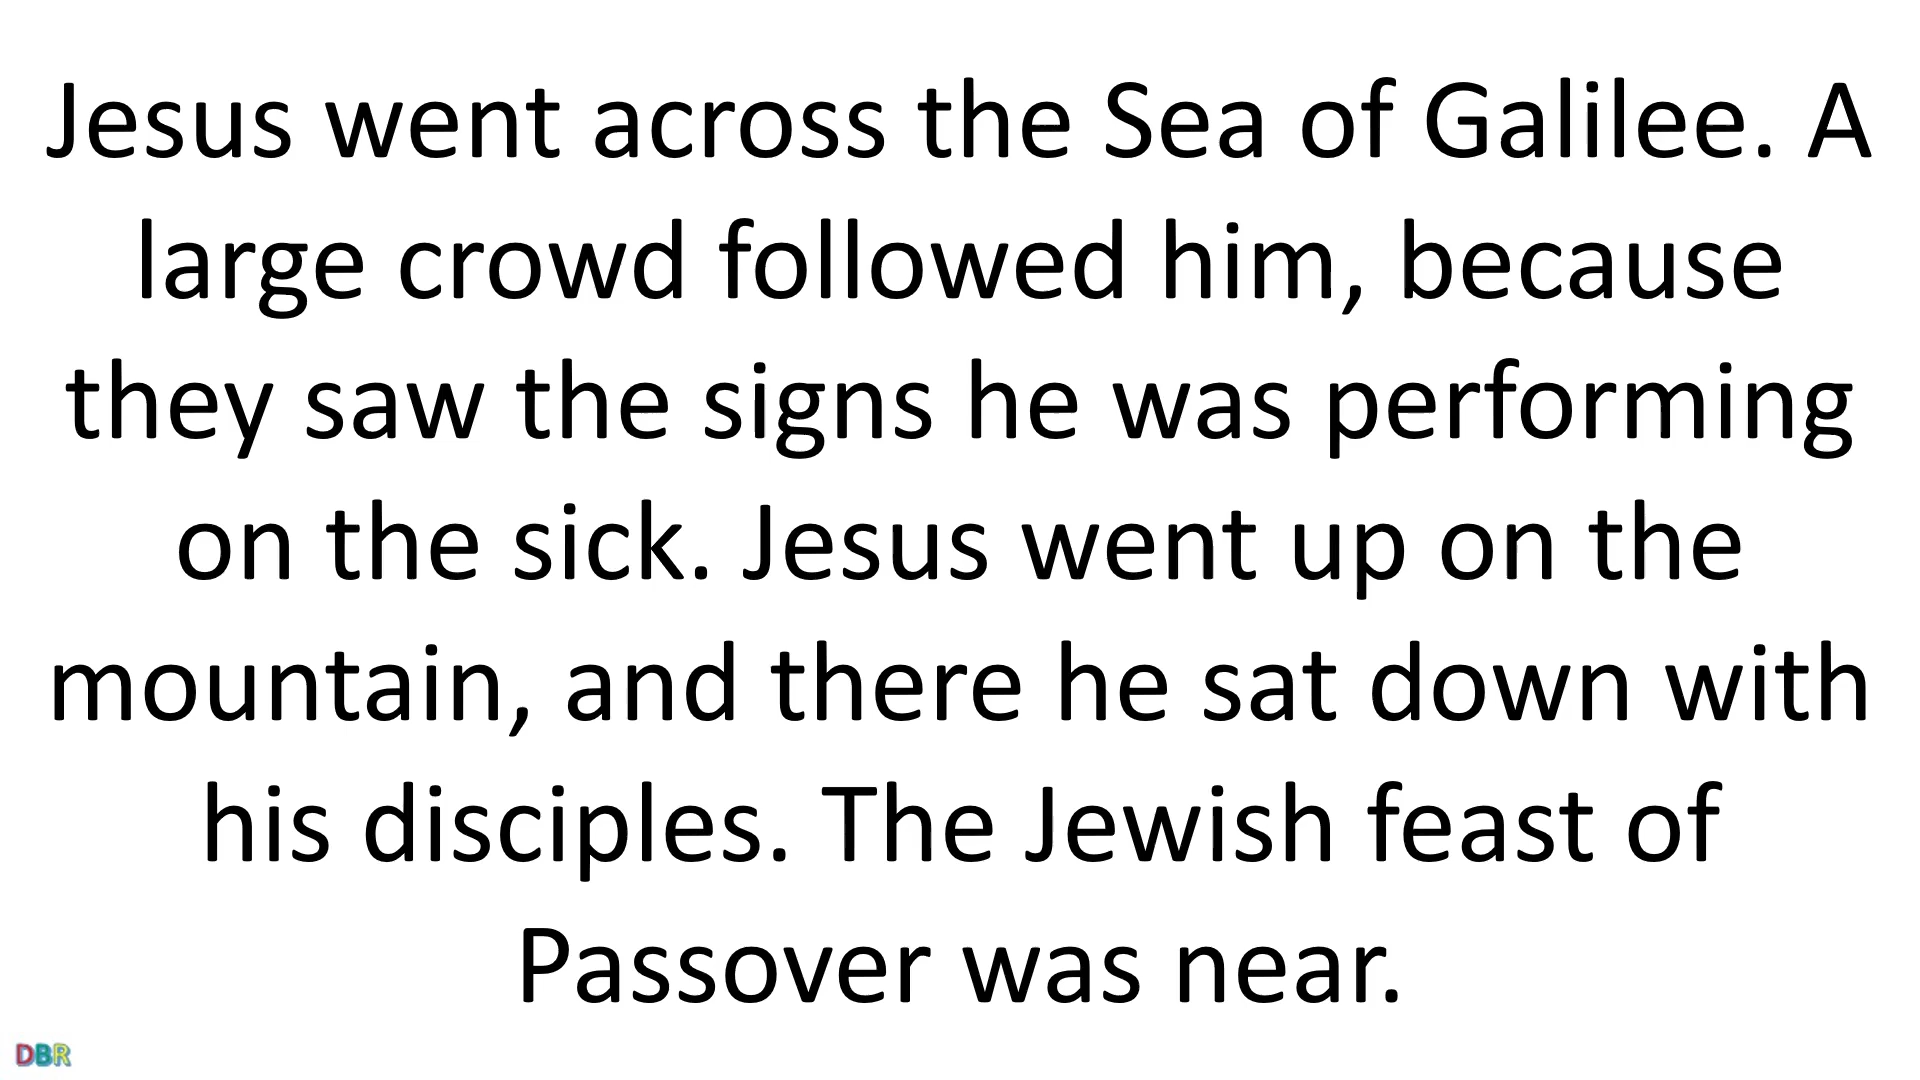 Jesus went across the Sea of Galilee. A
large crowd followed him, because
they saw the signs he was performing
on the sick. Jesus went up on the
mountain, and there he sat down with
his disciples. The Jewish feast of
Passover was near.
DBR